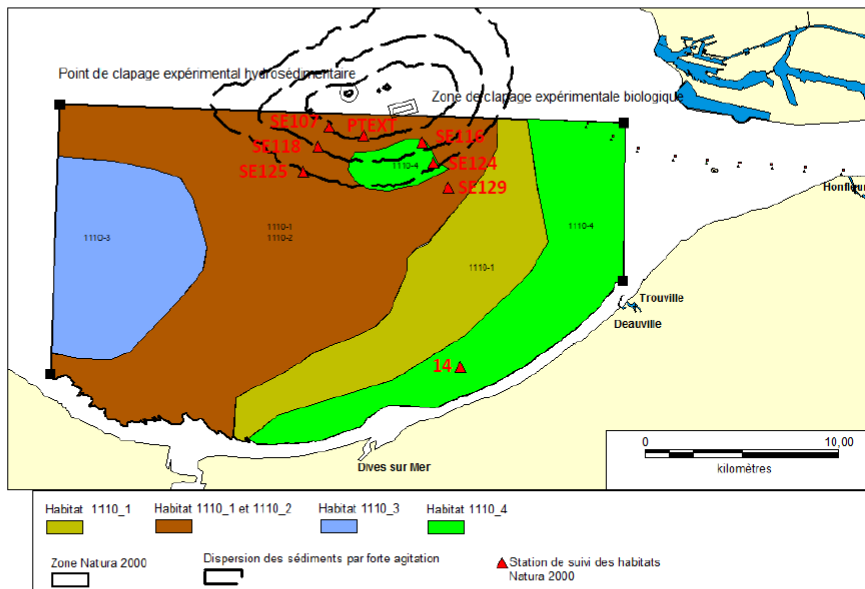 Point de clapage expérmental hydrosédimentaire
Zone de clapage expérimentale biologique
SE107
PTEXT
SE116
SE118
1110-4
SE124
SE125
SE129
Honfleur
1110-3
1110-1
1110-2
1110-4
1110-1
Trouville
Deauville
14
Dives sur Mer
0 10,00
kilomètres
Habitat 1110_1
Habitat 1110_1 et 1110_2
Habitat 1110_3
Habitat 1110_4
Zone Natura 2000
Dispersion des sédiments par forte agitation
Station de suivi des habitats
Natura 2000